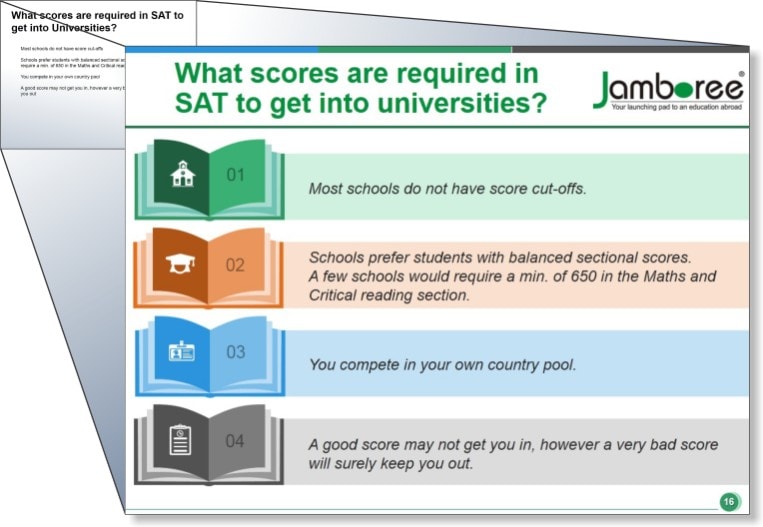 What scores are required in SAT to
get into Universities?
Most schools do not have score cut-offs
Schools prefer students with balanced sectional
require a min. of 650 in the Maths and Critical
You compete in your own country pool
A good score may not get you in, however a very
you out
What scores are required in
SAT to get into universities?
Jamboree®
Your launching pad to an education abroad
01
Most schools do not have score cut-offs.
02
Schools prefer students with balanced sectional scores.
A few schools would require a min. of 650 in the Maths and
Critical reading section.
03
You compete in your own country pool.
04
A good score may not get you in, however a very bad score
will surely keep you out.
16